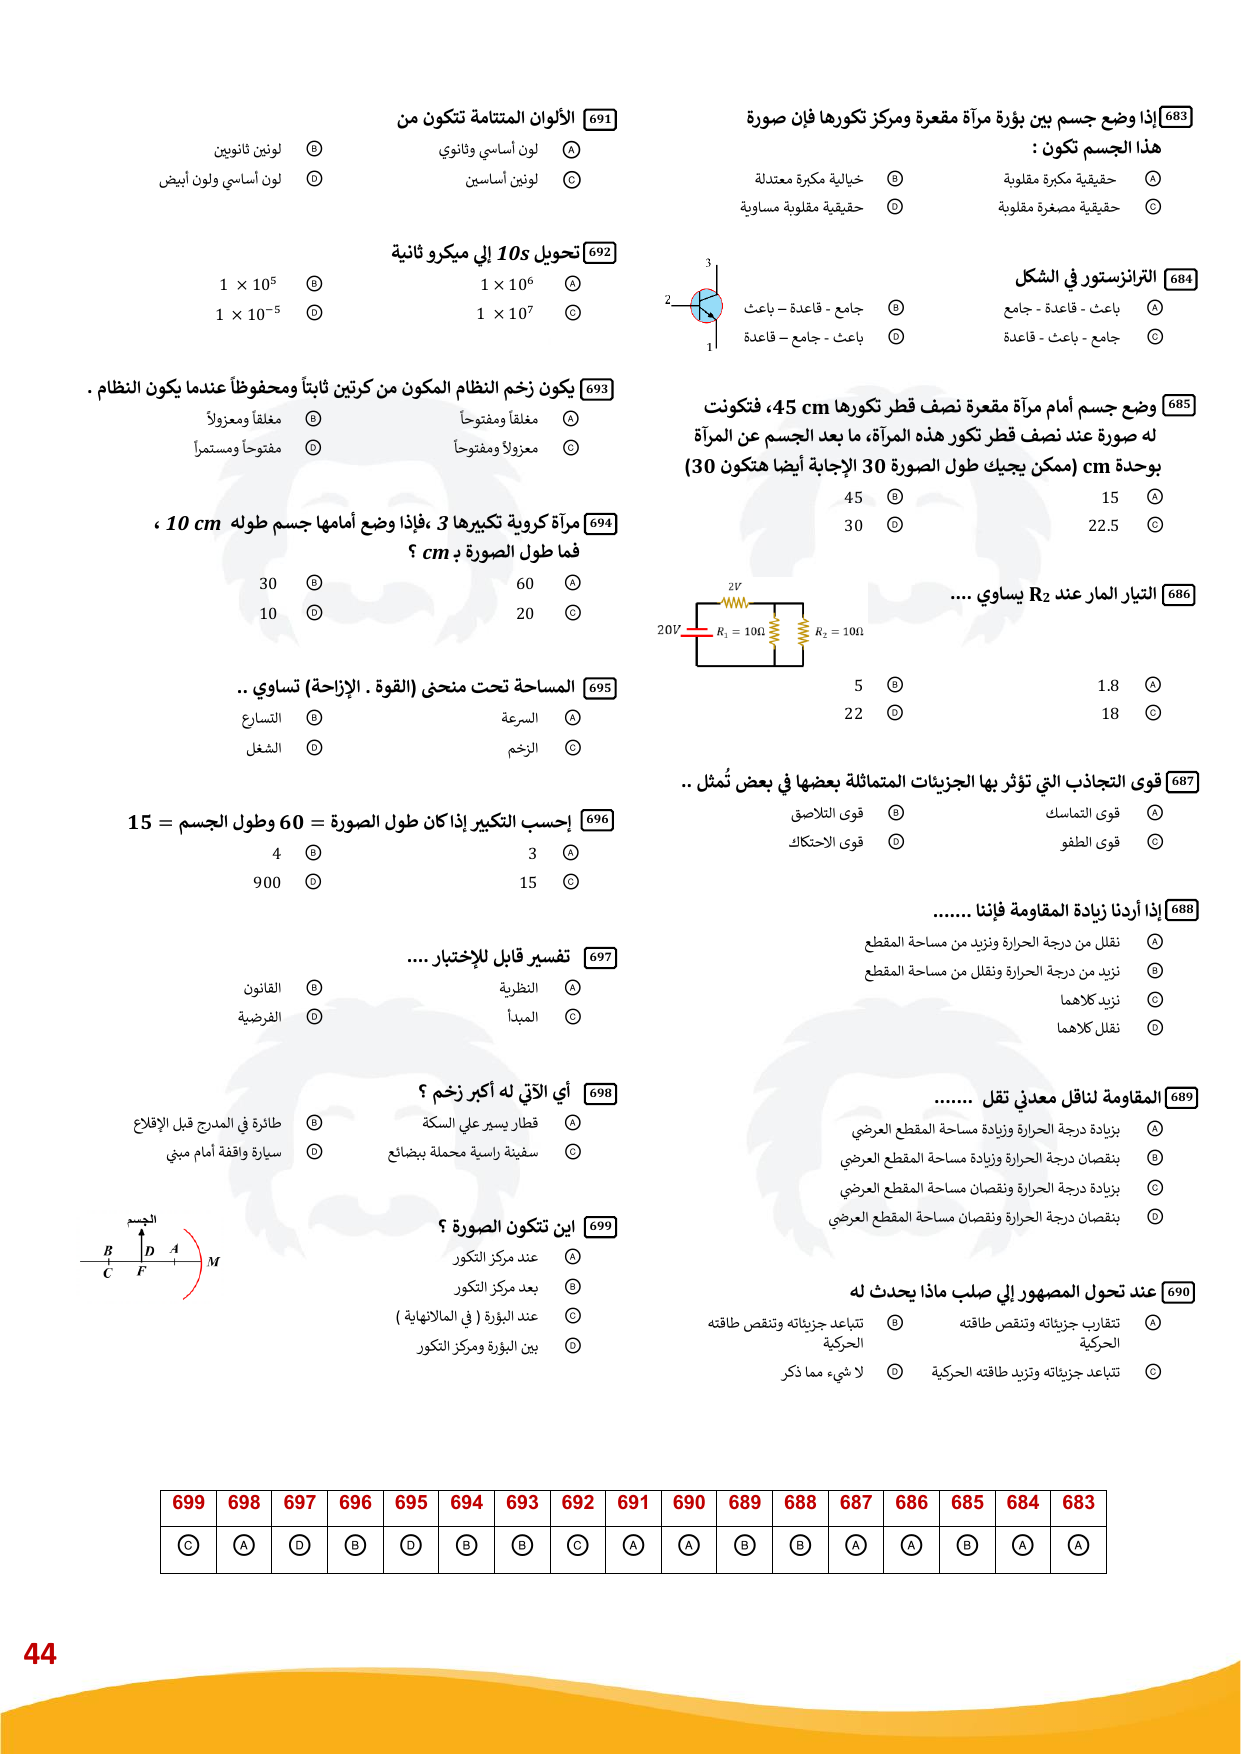 683 إذا وضع جسم بين بؤرة مرآة مقعرة ومركز تكورها فإن صورة
هذا الجسم تكون :
A حقيقية مكبرة مقلوبة B خيالية مكبرة معتدلة
C حقيقية مصغرة مقلوبة D حقيقية مقلوبة مساوية
684 الترانزستور في الشكل
A باعث - قاعدة - جامع B جامع - قاعدة – باعث
C جامع - باعث - قاعدة D باعث - جامع – قاعدة
3
2
1
685 وضع جسم أمام مرآة مقعرة نصف قطر تكورها 45 cm، فتكونت
له صورة عند نصف قطر تكور هذه المرآة، ما بعد الجسم عن المرآة
بوحدة cm (ممكن يجيك طول الصورة 30 الإجابة أيضا هتكون 30)
A 15 B 45
C 22.5 D 30
686 التيار المار عند R2 يساوي ....
2V
20V R1 = 10Ω R2 = 10Ω
A 1.8 B 5
C 18 D 22
687 قوى التجاذب التي تؤثر بها الجزيئات المتماثلة بعضها في بعض تُمثل ..
A قوى التماسك B قوى التلاصق
C قوى الطفو D قوى الاحتكاك
688 إذا أردنا زيادة المقاومة فإننا .......
A نقلل من درجة الحرارة ونزيد من مساحة المقطع
B نزيد من درجة الحرارة ونقلل من مساحة المقطع
C نزيد كلاهما
D نقلل كلاهما
689 المقاومة لناقل معدني تقل .......
A بزيادة درجة الحرارة وزيادة مساحة المقطع العرضي
B بنقصان درجة الحرارة وزيادة مساحة المقطع العرضي
C بزيادة درجة الحرارة ونقصان مساحة المقطع العرضي
D بنقصان درجة الحرارة ونقصان مساحة المقطع العرضي
690 عند تحول المصهور إلي صلب ماذا يحدث له
A تتقارب جزيئاته وتنقص طاقته B تتباعد جزيئاته وتنقص طاقته
الحركية الحركية
C تتباعد جزيئاته وتزيد طاقته الحركية D لا شيء مما ذكر
691 الألوان المتتامة تتكون من
A لون أساسي وثانوي B لونين ثانويين
C لونين أساسين D لون أساسي ولون أبيض
692 تحويل 10s إلي ميكرو ثانية
A 1 × 10⁶ B 1 × 10⁵
C 1 × 10⁷ D 1 × 10⁻⁵
693 يكون زخم النظام المكون من كرتين ثابتاً ومحفوظاً عندما يكون النظام .
A مغلقاً ومفتوحاً B مغلقاً ومعزولاً
C معزولاً ومفتوحاً D مفتوحاً ومستمراً
694 مرآة كروية تكبيرها 3 ،فإذا وضع أمامها جسم طوله 10 cm ،
فما طول الصورة بـ cm ؟
A 60 B 30
C 20 D 10
695 المساحة تحت منحنى (القوة . الإزاحة) تساوي ..
A السرعة B التسارع
C الزخم D الشغل
696 إحسب التكبير إذا كان طول الصورة = 60 وطول الجسم = 15
A 3 B 4
C 15 D 900
697 تفسير قابل للإختبار ....
A النظرية B القانون
C المبدأ D الفرضية
698 أي الآتي له أكبر زخم ؟
A قطار يسير علي السكة B طائرة في المدرج قبل الإقلاع
C سفينة راسية محملة ببضائع D سيارة واقفة أمام مبني
699 اين تتكون الصورة ؟
A عند مركز التكور
B بعد مركز التكور
C عند البؤرة ( في المالانهاية )
D بين البؤرة ومركز التكور
الجسم
B D A M
C F
699 698 697 696 695 694 693 692 691 690 689 688 687 686 685 684 683
C A D B D B B C A A B B A A B A A
44